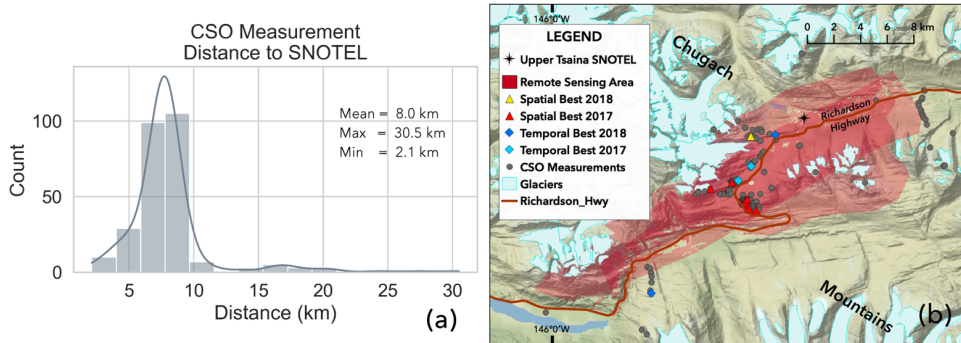 CSO Measurement
Distance to SNOTEL
Mean = 8.0 km
Max = 30.5 km
Min = 2.1 km
Count
100
50
0
5
10
15
20
25
30
Distance (km)
(a)
146°0'W
LEGEND
Upper Tsaina SNOTEL
Remote Sensing Area
Spatial Best 2018
Spatial Best 2017
Temporal Best 2018
Temporal Best 2017
CSO Measurements
Glaciers
Richardson_Hwy
Chugach
0 2 4 8 km
Richardson
Highway
Mountains
146°0'W
(b)